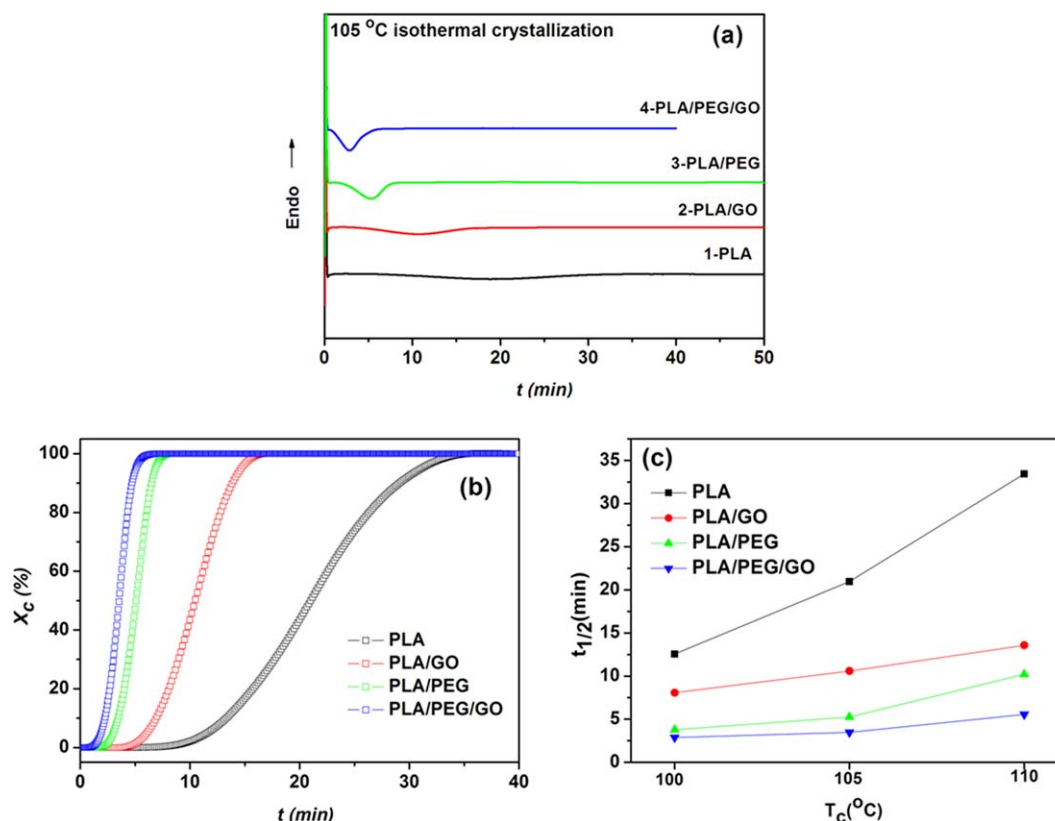 105 °C isothermal crystallization
(a)
4-PLA/PEG/GO
3-PLA/PEG
2-PLA/GO
1-PLA
Endo →
0 10 20 30 40 50
t (min)
100
80
60
40
20
0
X_c (%)
(b)
PLA
PLA/GO
PLA/PEG
PLA/PEG/GO
0 10 20 30 40
t (min)
35
30
25
20
15
10
5
0
t_1/2(min)
(c)
PLA
PLA/GO
PLA/PEG
PLA/PEG/GO
100 105 110
T_C(°C)